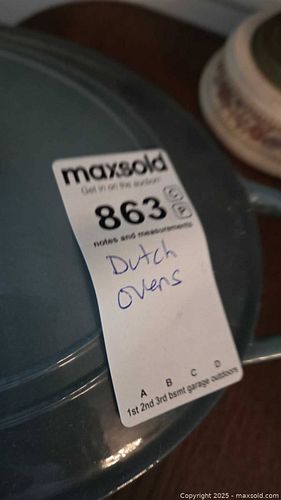 maxsold
Get in on the auction
863 C P
notes and measurements
Dutch
ovens
A B C D
1st 2nd 3rd bsmt garage outdoors
Copyright 2025 - maxsold.com